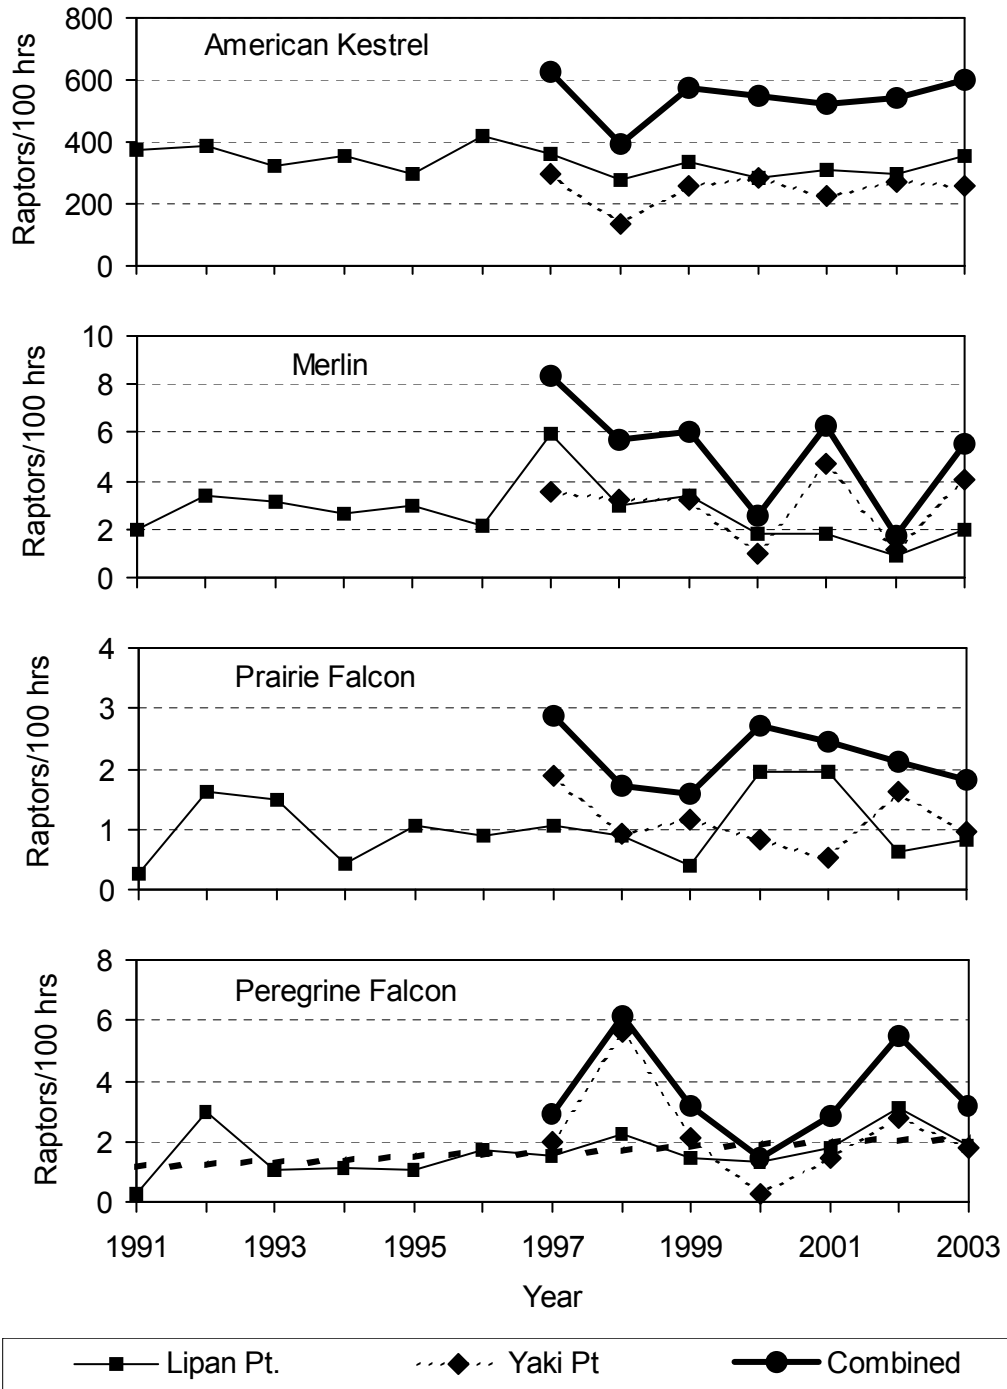 American Kestrel
Raptors/100 hrs
800
600
400
200
0
Merlin
Raptors/100 hrs
10
8
6
4
2
0
Prairie Falcon
Raptors/100 hrs
4
3
2
1
0
Peregrine Falcon
Raptors/100 hrs
8
6
4
2
0
1991 1993 1995 1997 1999 2001 2003
Year
Lipan Pt. Yaki Pt Combined